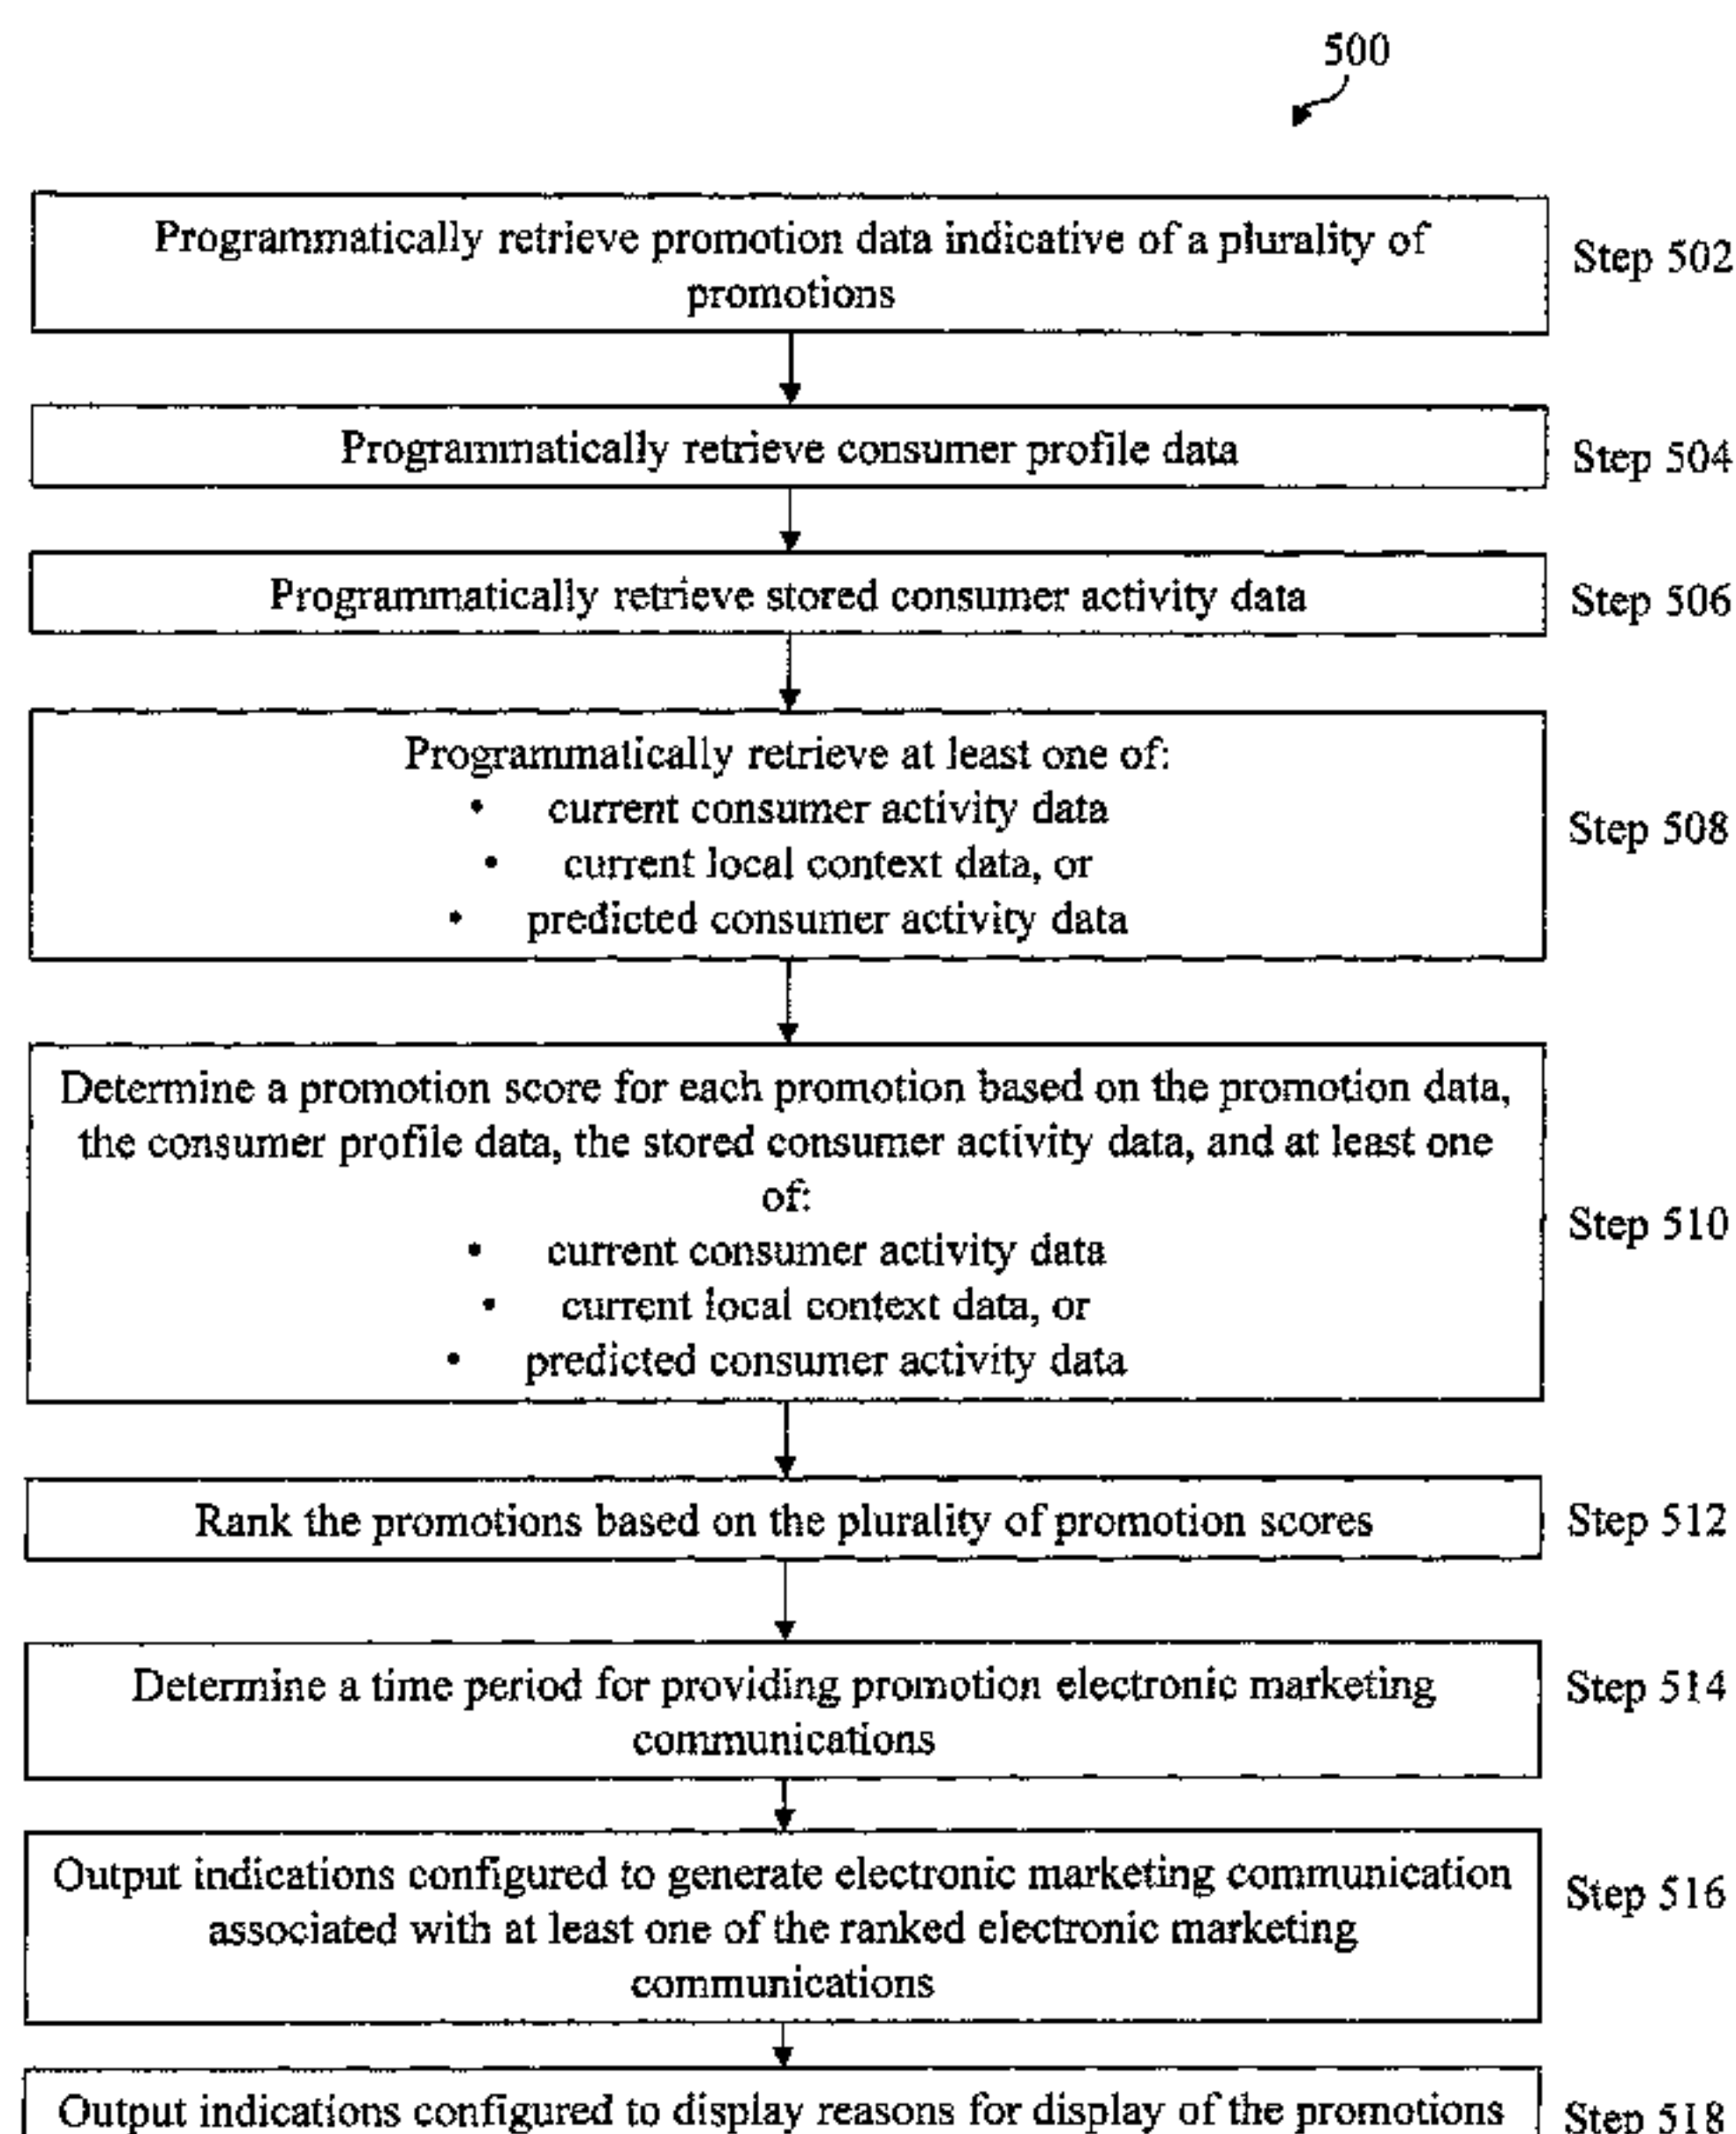 500
Programmatically retrieve promotion data indicative of a plurality of
promotions
Step 502
Programmatically retrieve consumer profile data
Step 504
Programmatically retrieve stored consumer activity data
Step 506
Programmatically retrieve at least one of:
• current consumer activity data
• current local context data, or
• predicted consumer activity data
Step 508
Determine a promotion score for each promotion based on the promotion data,
the consumer profile data, the stored consumer activity data, and at least one
of:
• current consumer activity data
• current local context data, or
• predicted consumer activity data
Step 510
Rank the promotions based on the plurality of promotion scores
Step 512
Determine a time period for providing promotion electronic marketing
communications
Step 514
Output indications configured to generate electronic marketing communication
associated with at least one of the ranked electronic marketing
communications
Step 516
Output indications configured to display reasons for display of the promotions
Step 518